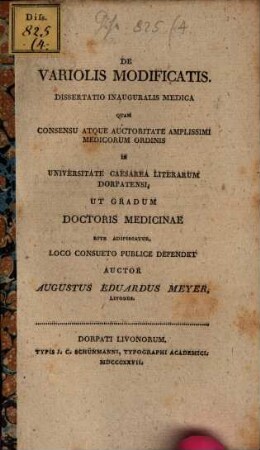 Diss.
825
(4.
Diss. 825 (4.
DE
VARIOLIS MODIFICATIS.
DISSERTATIO INAUGURALIS MEDICA
QUAM
CONSENSU ATQUE AUCTORITATE AMPLISSIMI
MEDICORUM ORDINIS
IN
UNIVERSITATE CAESAREA LITERARUM
DORPATENSI,
UT GRADUM
DOCTORIS MEDICINAE
RITE ADIPISCATUR,
LOCO CONSUETO PUBLICE DEFENDET
AUCTOR
AUGUSTUS EDUARDUS MEYER,
LIVONUS.
DORPATI LIVONORUM,
TYPIS J. C. SCHÜNMANNI, TYPOGRAPHI ACADEMICI.
MDCCCXXVII.